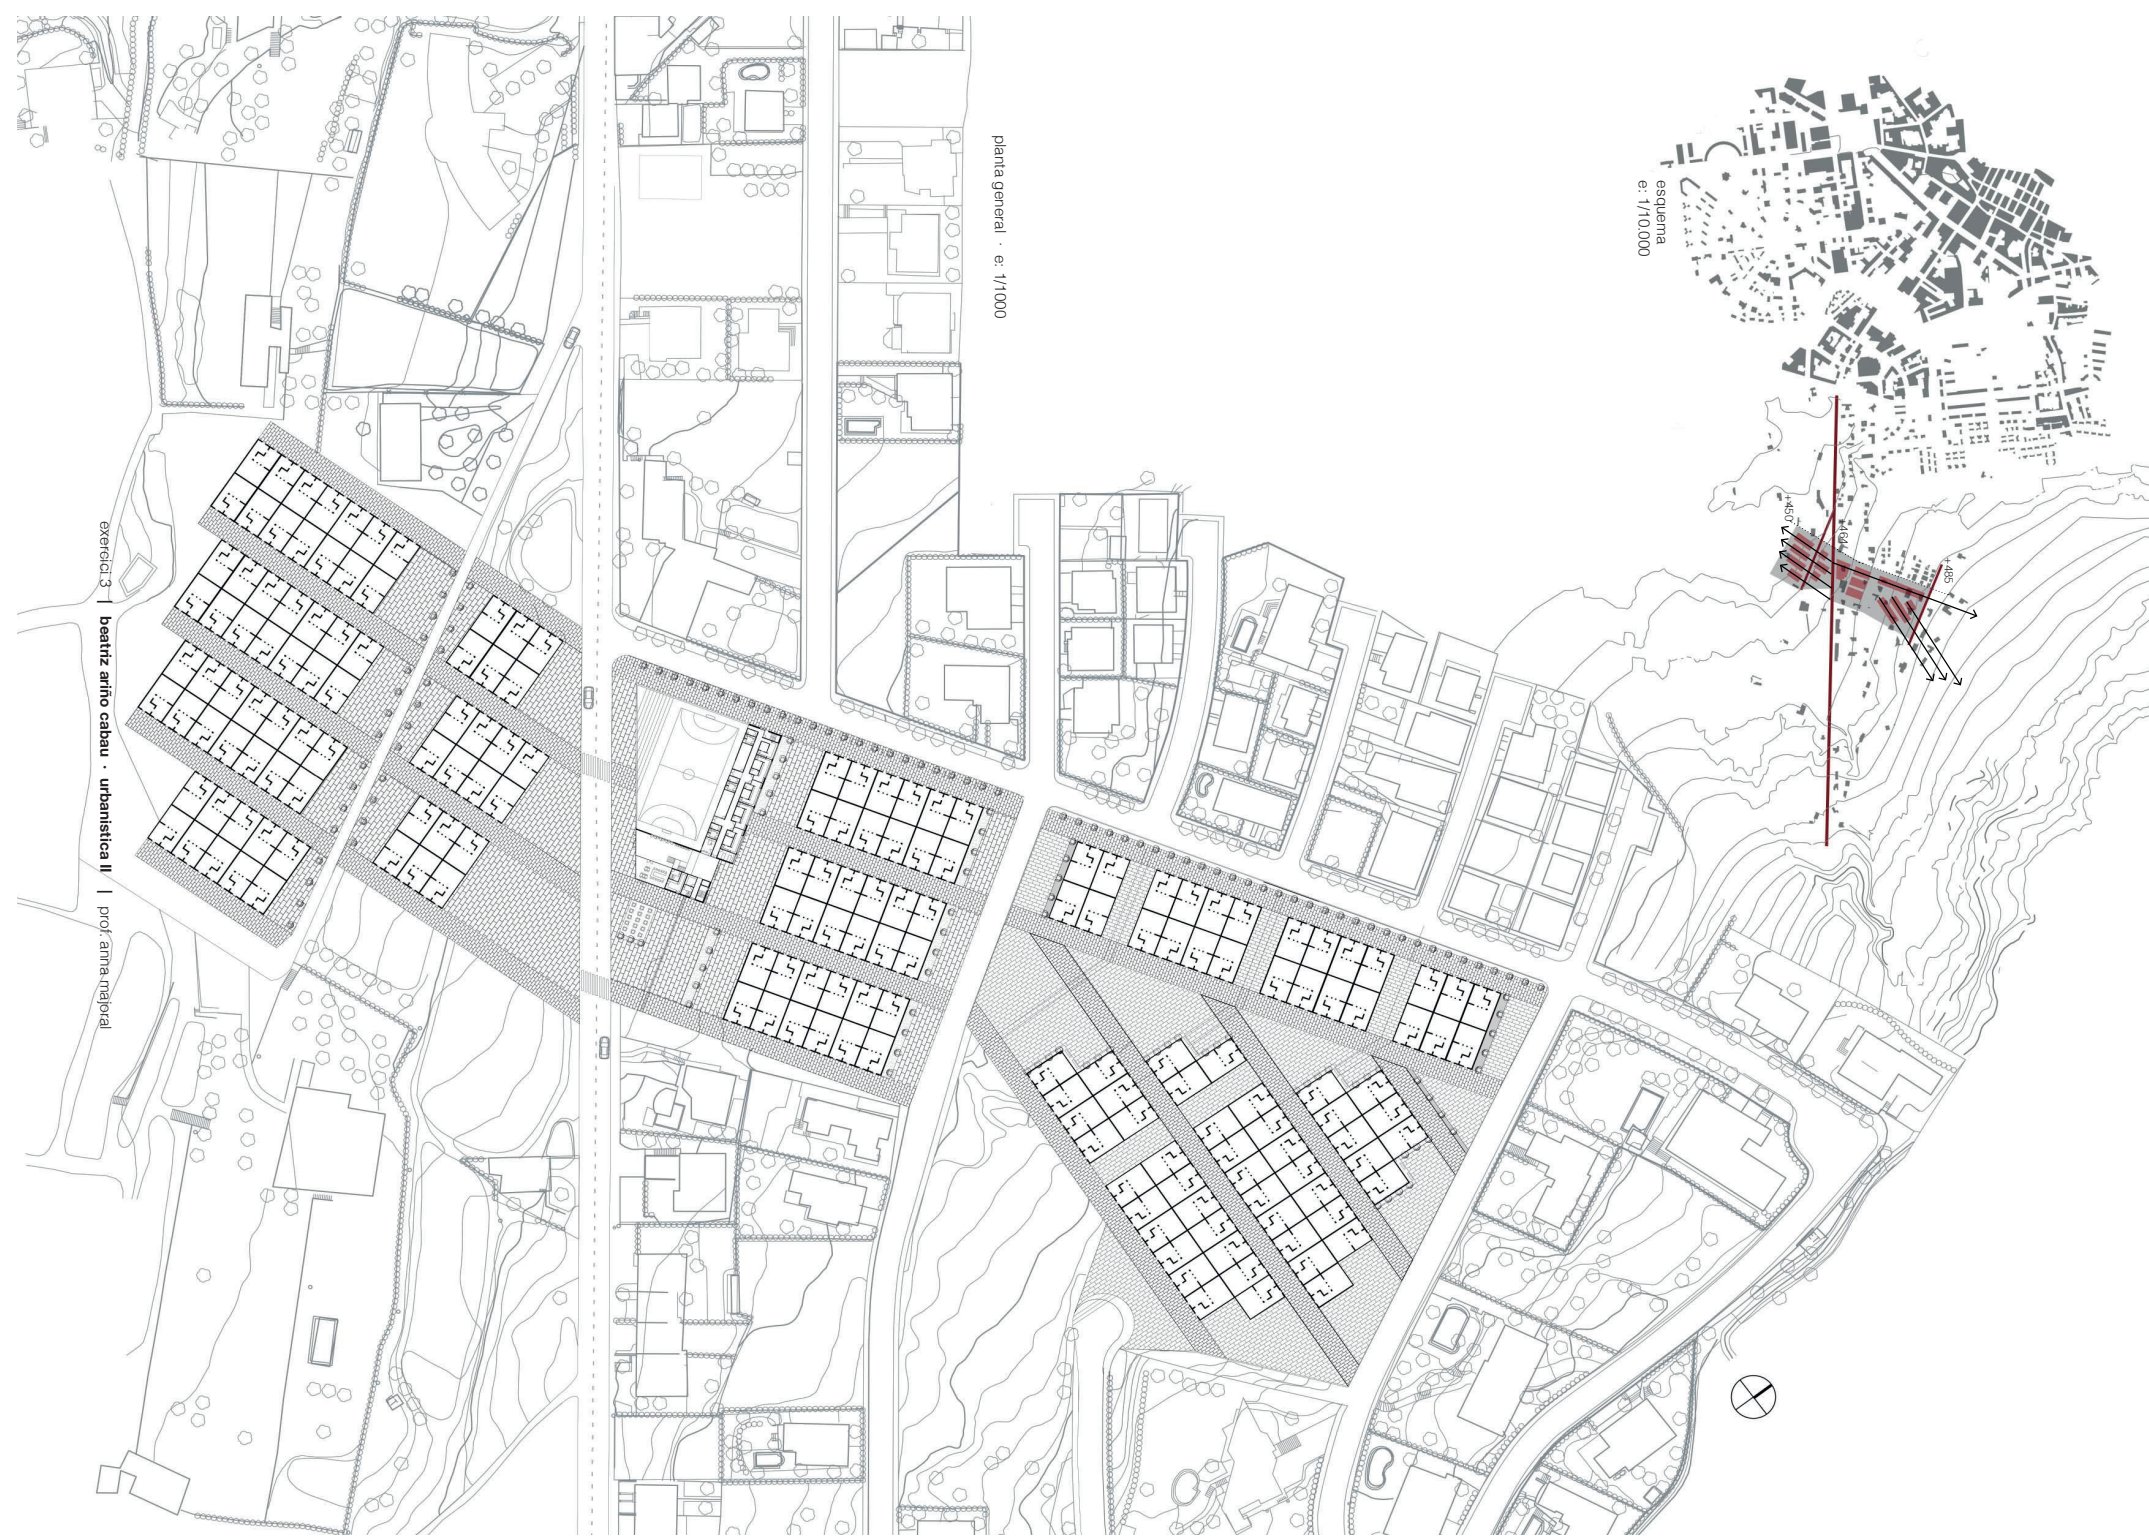 planta general · e: 1/1000
esquema
e: 1/10.000
+450
+464
+485
exercici 3 | beatriz ariño cabau · urbanistica II | prof. anna majoral